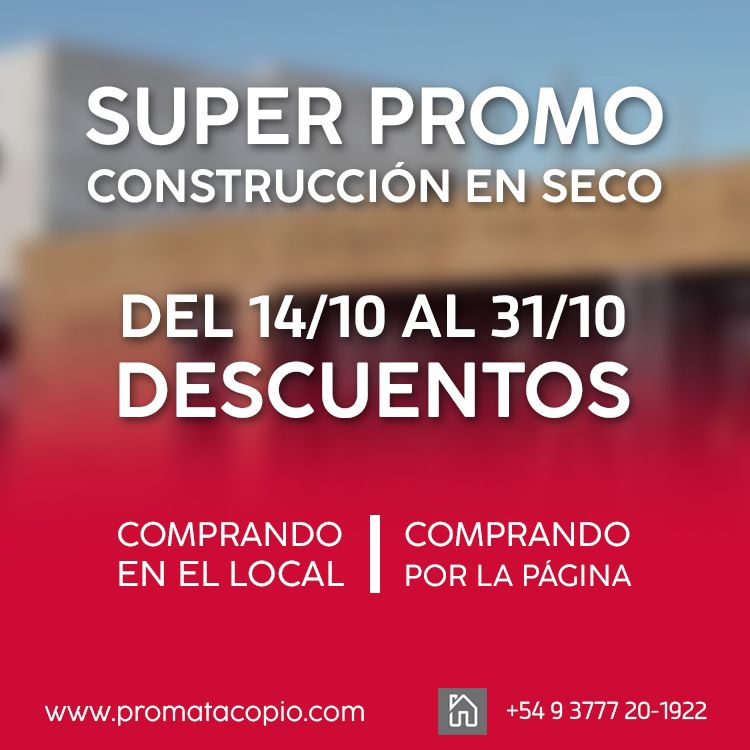 SUPER PROMO
CONSTRUCCIÓN EN SECO
DEL 14/10 AL 31/10
DESCUENTOS
COMPRANDO
EN EL LOCAL
COMPRANDO
POR LA PÁGINA
www.promatacopio.com
+54 9 3777 20-1922